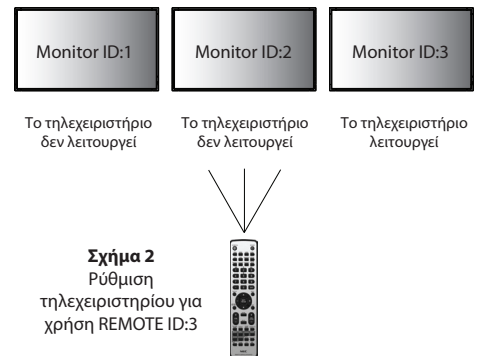 Monitor ID:1
Monitor ID:2
Monitor ID:3
Το τηλεχειριστήριο
δεν λειτουργεί
Το τηλεχειριστήριο
δεν λειτουργεί
Το τηλεχειριστήριο
λειτουργεί
Σχήμα 2
Ρύθμιση
τηλεχειριστηρίου για
χρήση REMOTE ID:3